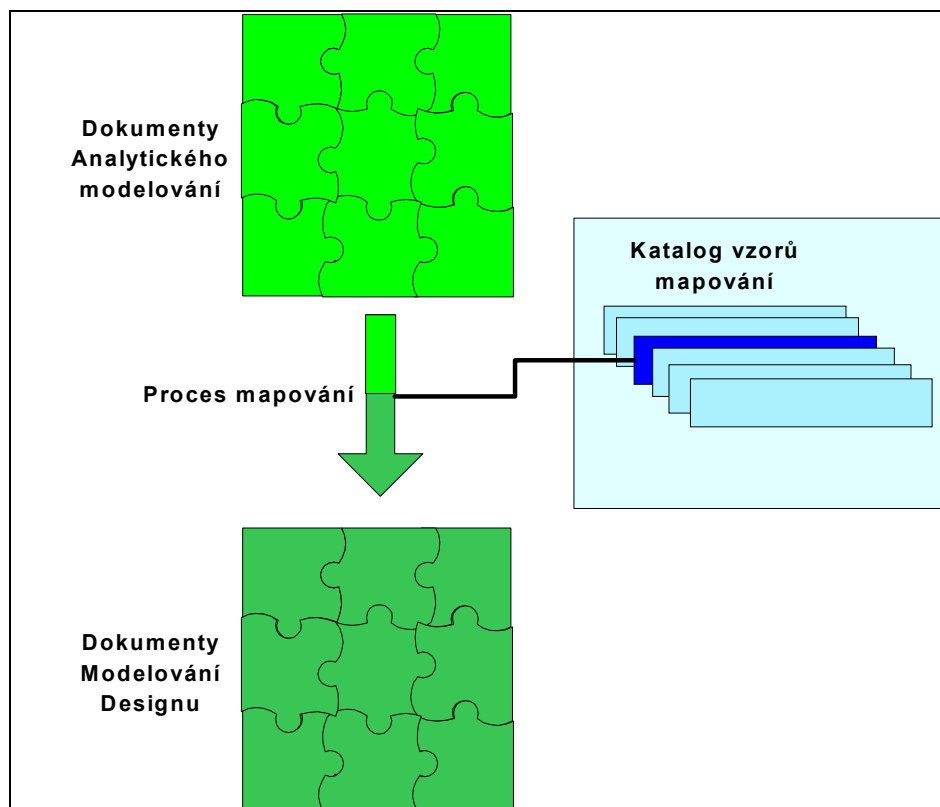 Dokumenty
Analytického
modelování
Katalog vzorů
mapování
Proces mapování
Dokumenty
Modelování
Designu